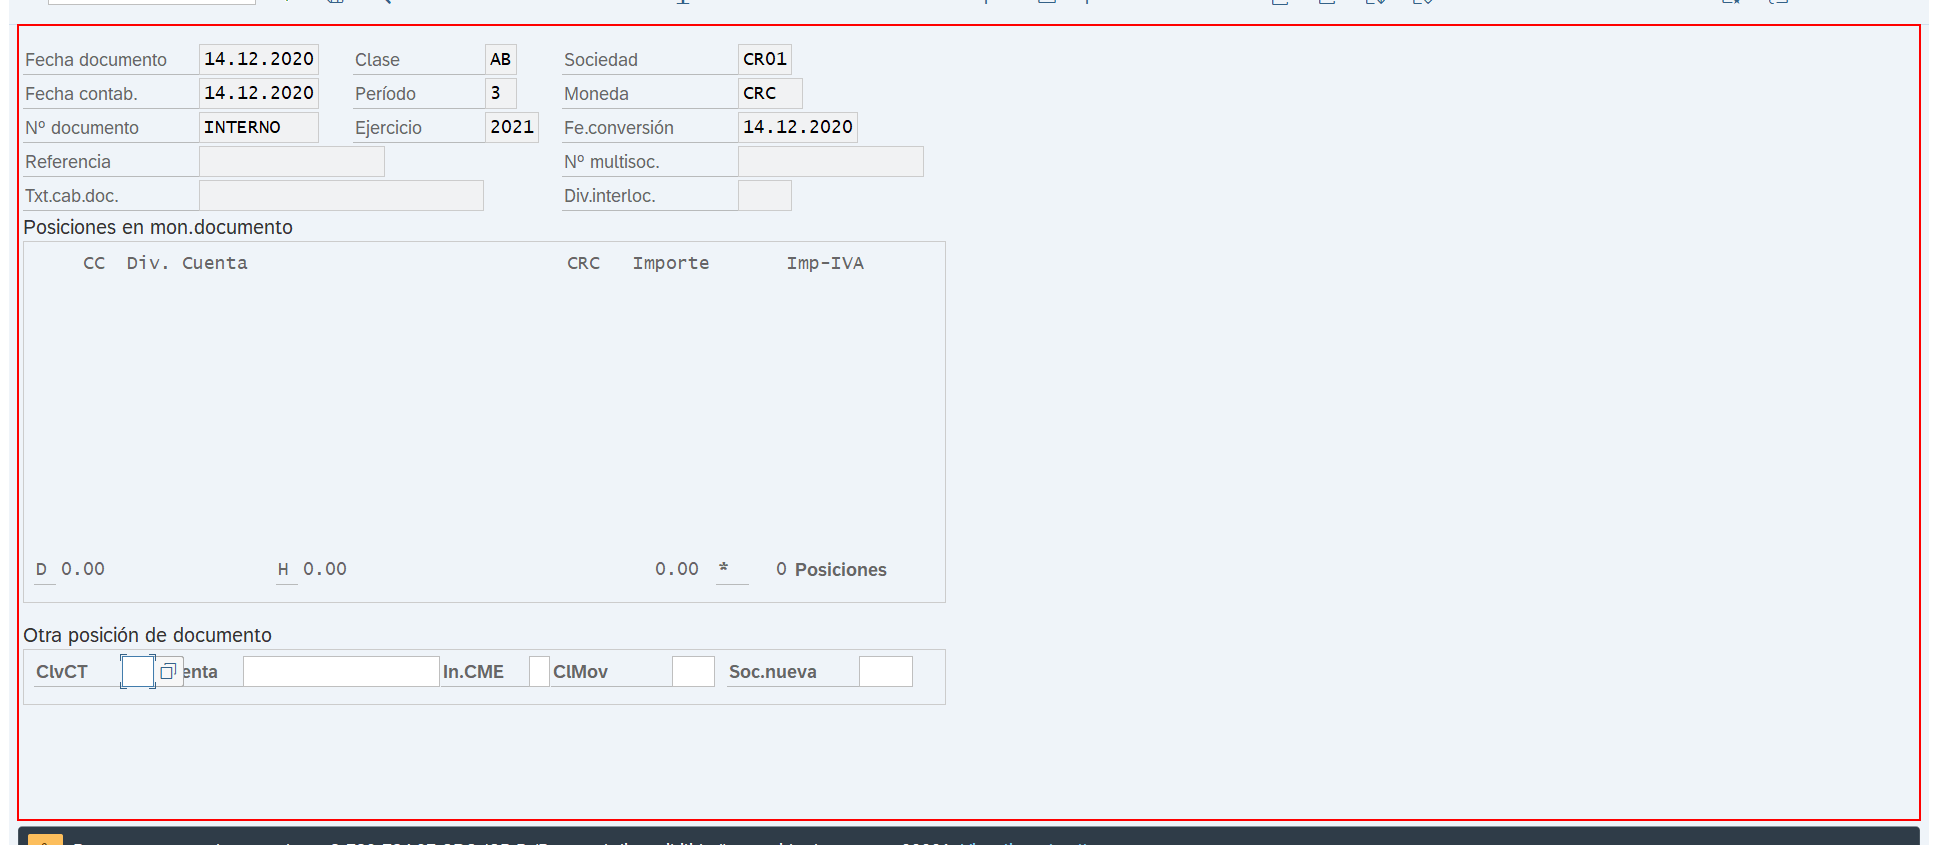 Fecha documento 14.12.2020 Clase AB Sociedad CR01
Fecha contab. 14.12.2020 Período 3 Moneda CRC
Nº documento INTERNO Ejercicio 2021 Fe.conversión 14.12.2020
Referencia Nº multisoc.
Txt.cab.doc. Div.interloc.
Posiciones en mon.documento
CC Div. Cuenta CRC Importe Imp-IVA
D 0.00 H 0.00 0.00 * 0 Posiciones
Otra posición de documento
ClvCT enta In.CME ClMov Soc.nueva